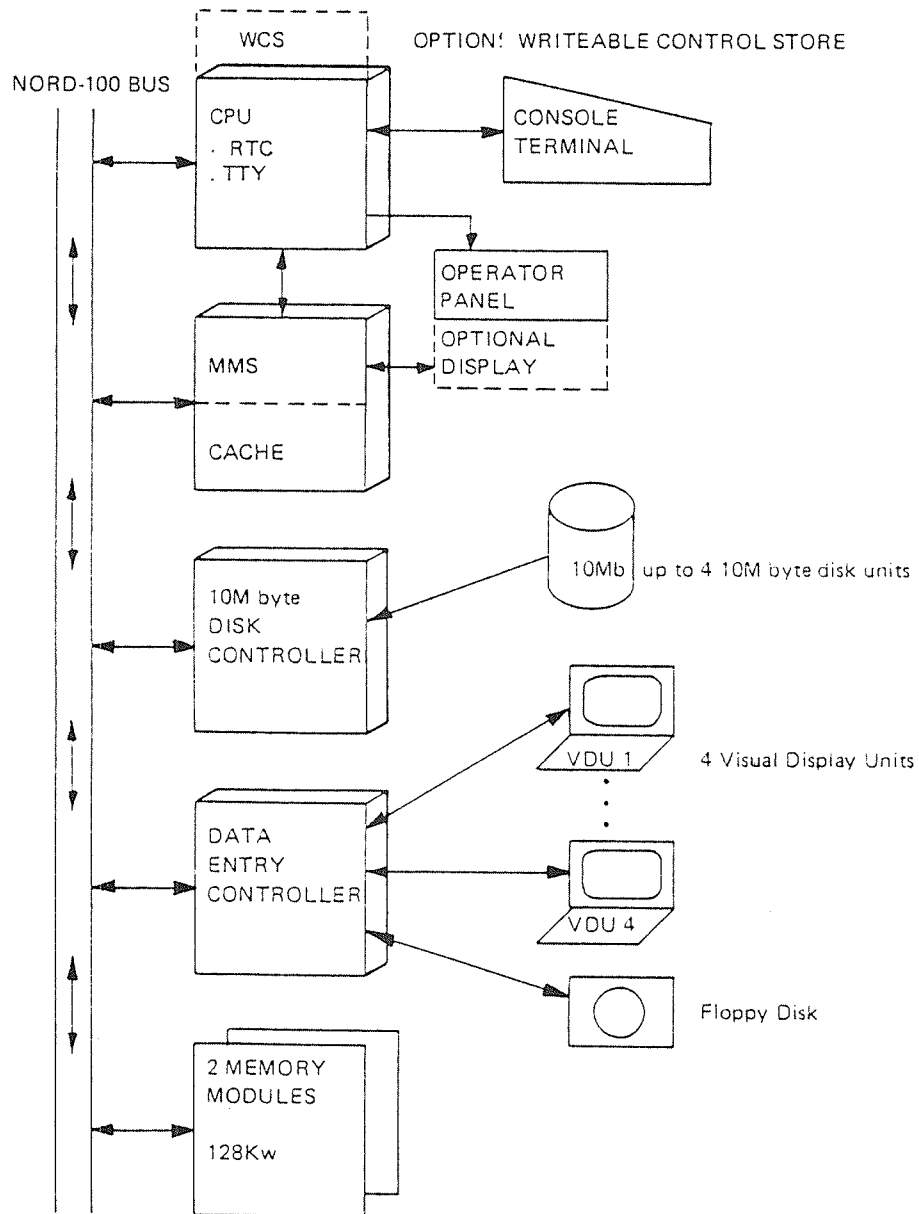 WCS
OPTION: WRITEABLE CONTROL STORE
NORD-100 BUS
CPU
. RTC
. TTY
CONSOLE
TERMINAL
OPERATOR
PANEL
OPTIONAL
DISPLAY
MMS
CACHE
10Mb up to 4 10M byte disk units
10M byte
DISK
CONTROLLER
VDU 1
4 Visual Display Units
DATA
ENTRY
CONTROLLER
VDU 4
Floppy Disk
2 MEMORY
MODULES
128Kw